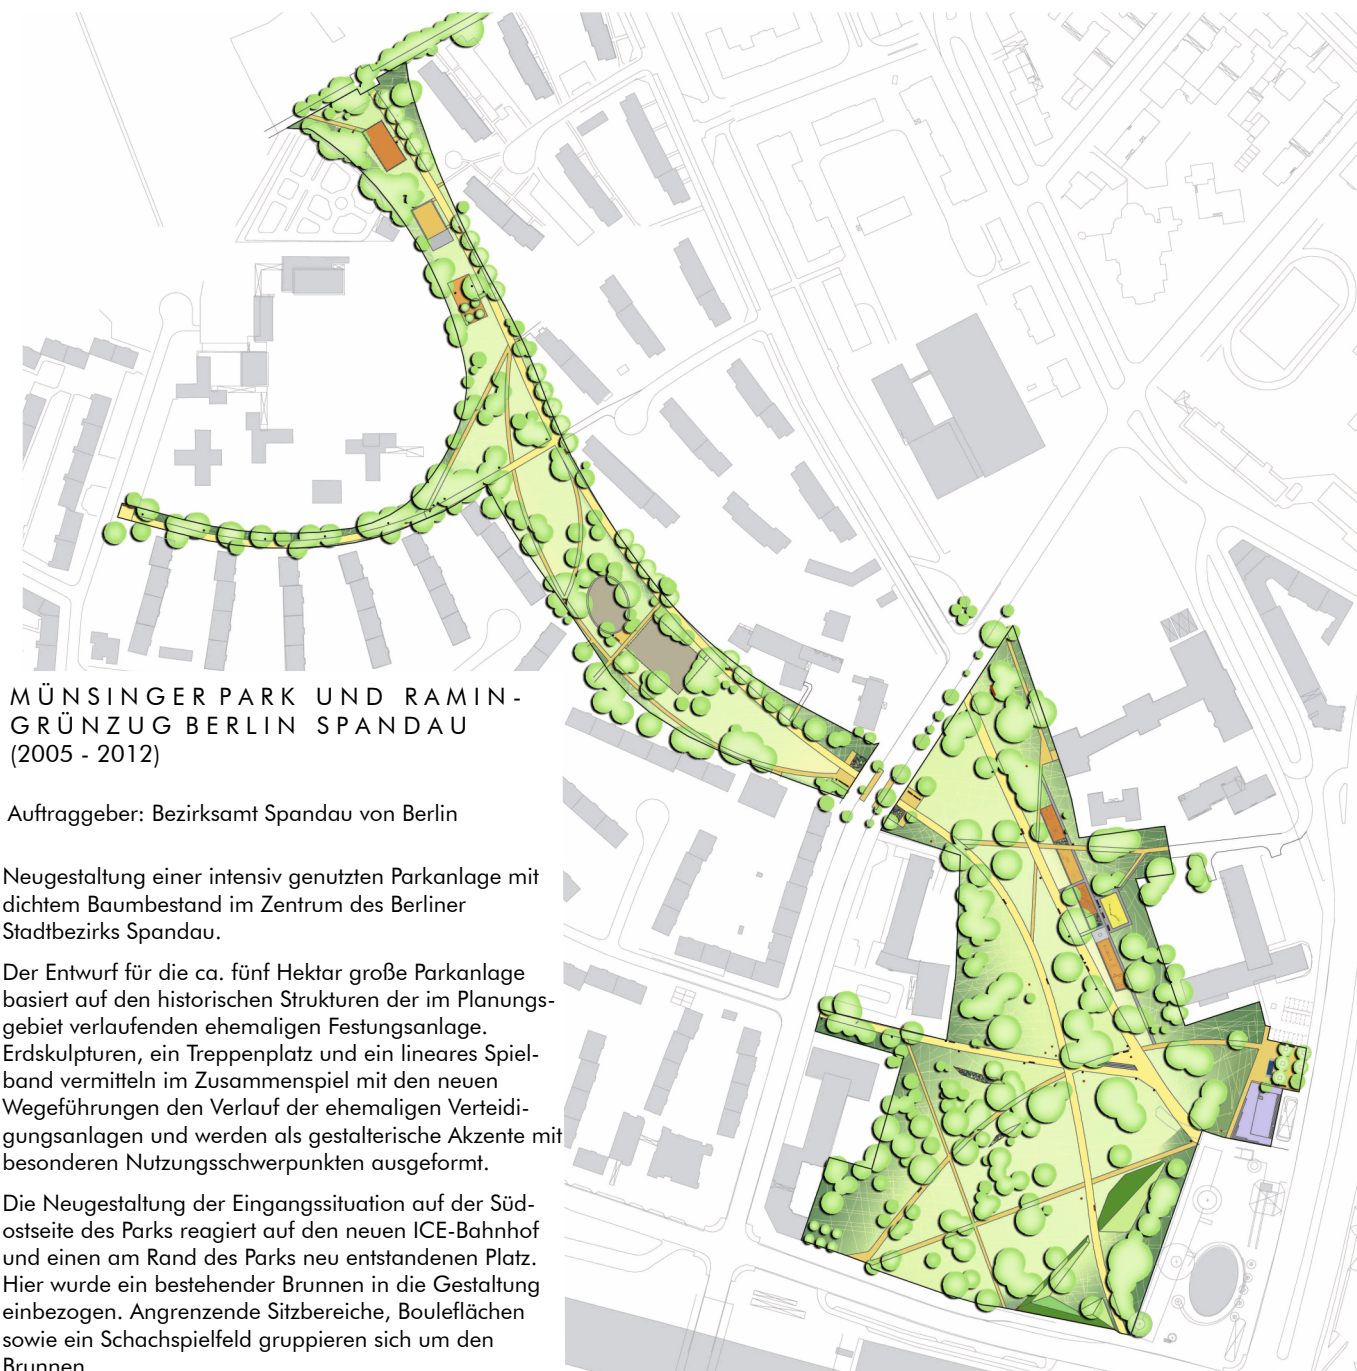 MÜNSINGER PARK UND RAMIN-
GRÜNZUG BERLIN SPANDAU
(2005 - 2012)
Auftraggeber: Bezirksamt Spandau von Berlin
Neugestaltung einer intensiv genutzten Parkanlage mit
dichtem Baumbestand im Zentrum des Berliner
Stadtbezirks Spandau.
Der Entwurf für die ca. fünf Hektar große Parkanlage
basiert auf den historischen Strukturen der im Planungs-
gebiet verlaufenden ehemaligen Festungsanlage.
Erdskulpturen, ein Treppenplatz und ein lineares Spiel-
band vermitteln im Zusammenspiel mit den neuen
Wegeführungen den Verlauf der ehemaligen Verteidi-
gungsanlagen und werden als gestalterische Akzente mit
besonderen Nutzungsschwerpunkten ausgeformt.
Die Neugestaltung der Eingangssituation auf der Süd-
ostseite des Parks reagiert auf den neuen ICE-Bahnhof
und einen am Rand des Parks neu entstandenen Platz.
Hier wurde ein bestehender Brunnen in die Gestaltung
einbezogen. Angrenzende Sitzbereiche, Bouleflächen
sowie ein Schachspielfeld gruppieren sich um den
Brunnen.